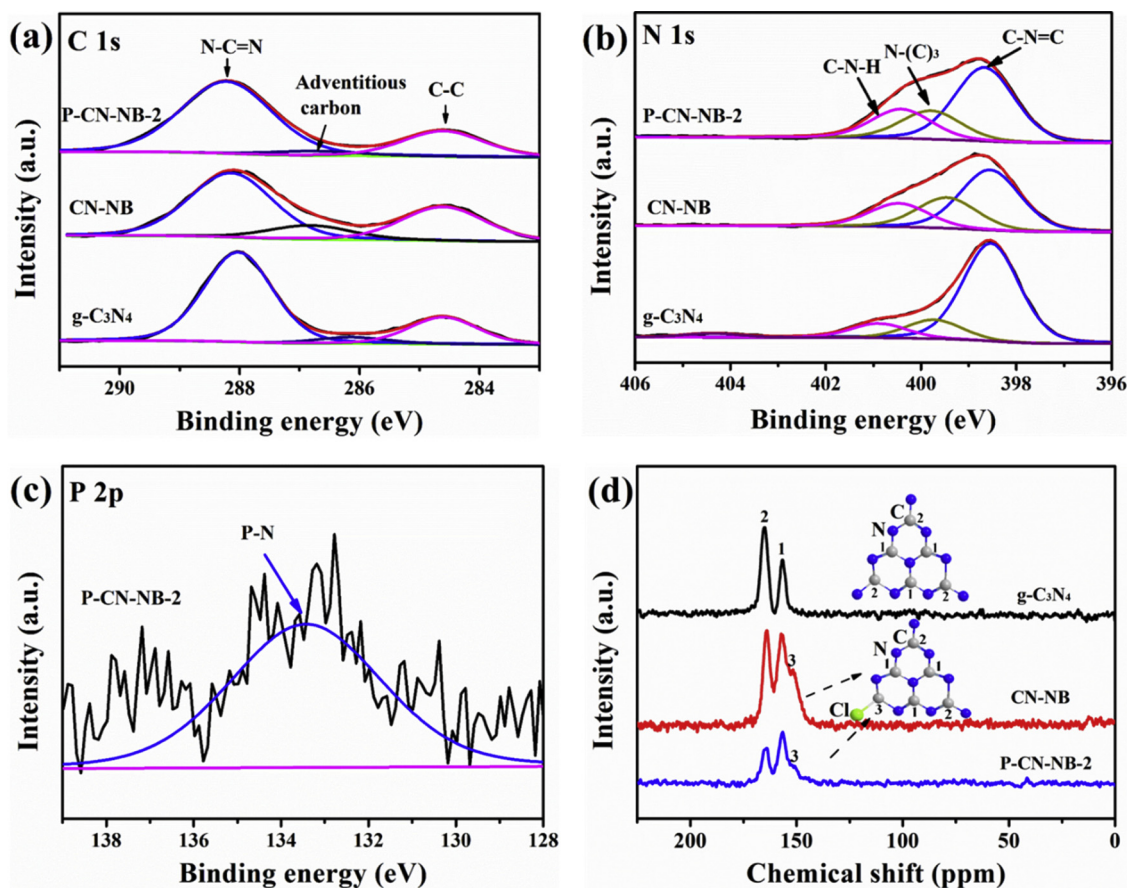 (a) C 1s
N-C=N
Adventitious
carbon
C-C
P-CN-NB-2
CN-NB
g-C₃N₄
Intensity (a.u.)
290 288 286 284
Binding energy (eV)
(b) N 1s
C-N=C
N-(C)₃
C-N-H
P-CN-NB-2
CN-NB
g-C₃N₄
Intensity (a.u.)
406 404 402 400 398 396
Binding energy (eV)
(c) P 2p
P-N
P-CN-NB-2
Intensity (a.u.)
138 136 134 132 130 128
Binding energy (eV)
(d)
2 1
C 2
N
1 1
2 1 2
g-C₃N₄
3
C 2
N
1 1
Cl 3 1 2
CN-NB
3
P-CN-NB-2
Intensity (a.u.)
225 200 150 100 50 0
Chemical shift (ppm)